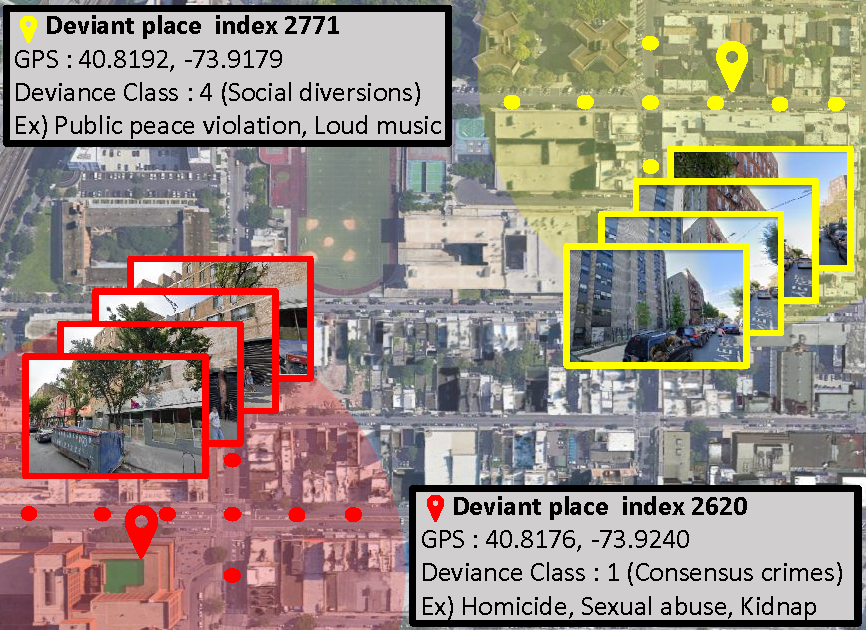 Deviant place index 2771
GPS : 40.8192, -73.9179
Deviance Class : 4 (Social diversions)
Ex) Public peace violation, Loud music
Deviant place index 2620
GPS : 40.8176, -73.9240
Deviance Class : 1 (Consensus crimes)
Ex) Homicide, Sexual abuse, Kidnap